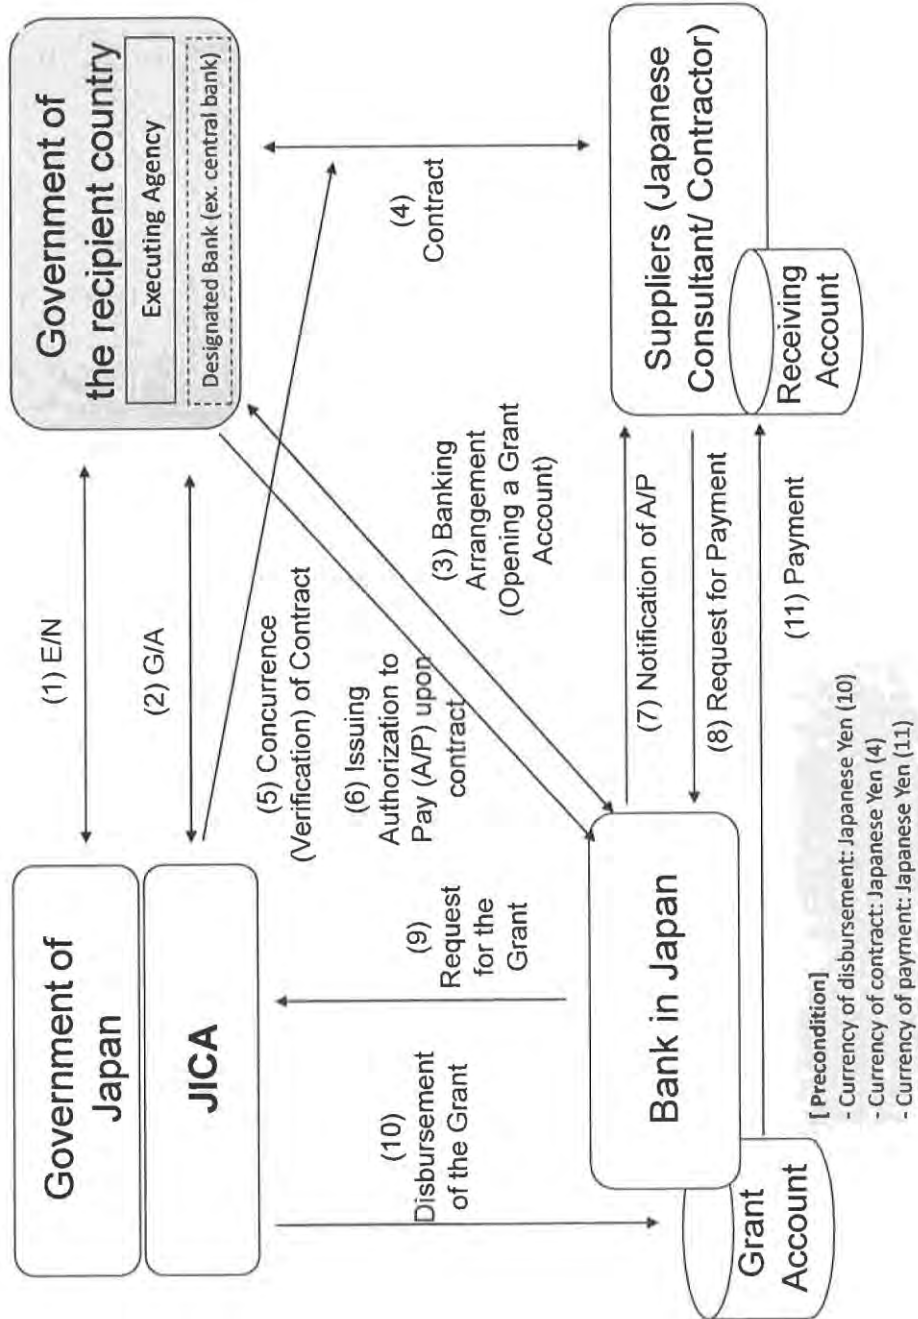 Government of
Japan
JICA
(1) E/N
(2) G/A
Government of
the recipient country
Executing Agency
Designated Bank (ex. central bank)
(5) Concurrence
(Verification) of Contract
(6) Issuing
Authorization to
Pay (A/P) upon
contract
(10)
Disbursement
of the Grant
(9)
Request
for the
Grant
(3) Banking
Arrangement
(Opening a Grant
Account)
(4)
Contract
Bank in Japan
Grant
Account
(7) Notification of A/P
(8) Request for Payment
(11) Payment
Suppliers (Japanese
Consultant/ Contractor)
Receiving
Account
[ Precondition]
- Currency of disbursement: Japanese Yen (10)
- Currency of contract: Japanese Yen (4)
- Currency of payment: Japanese Yen (11)